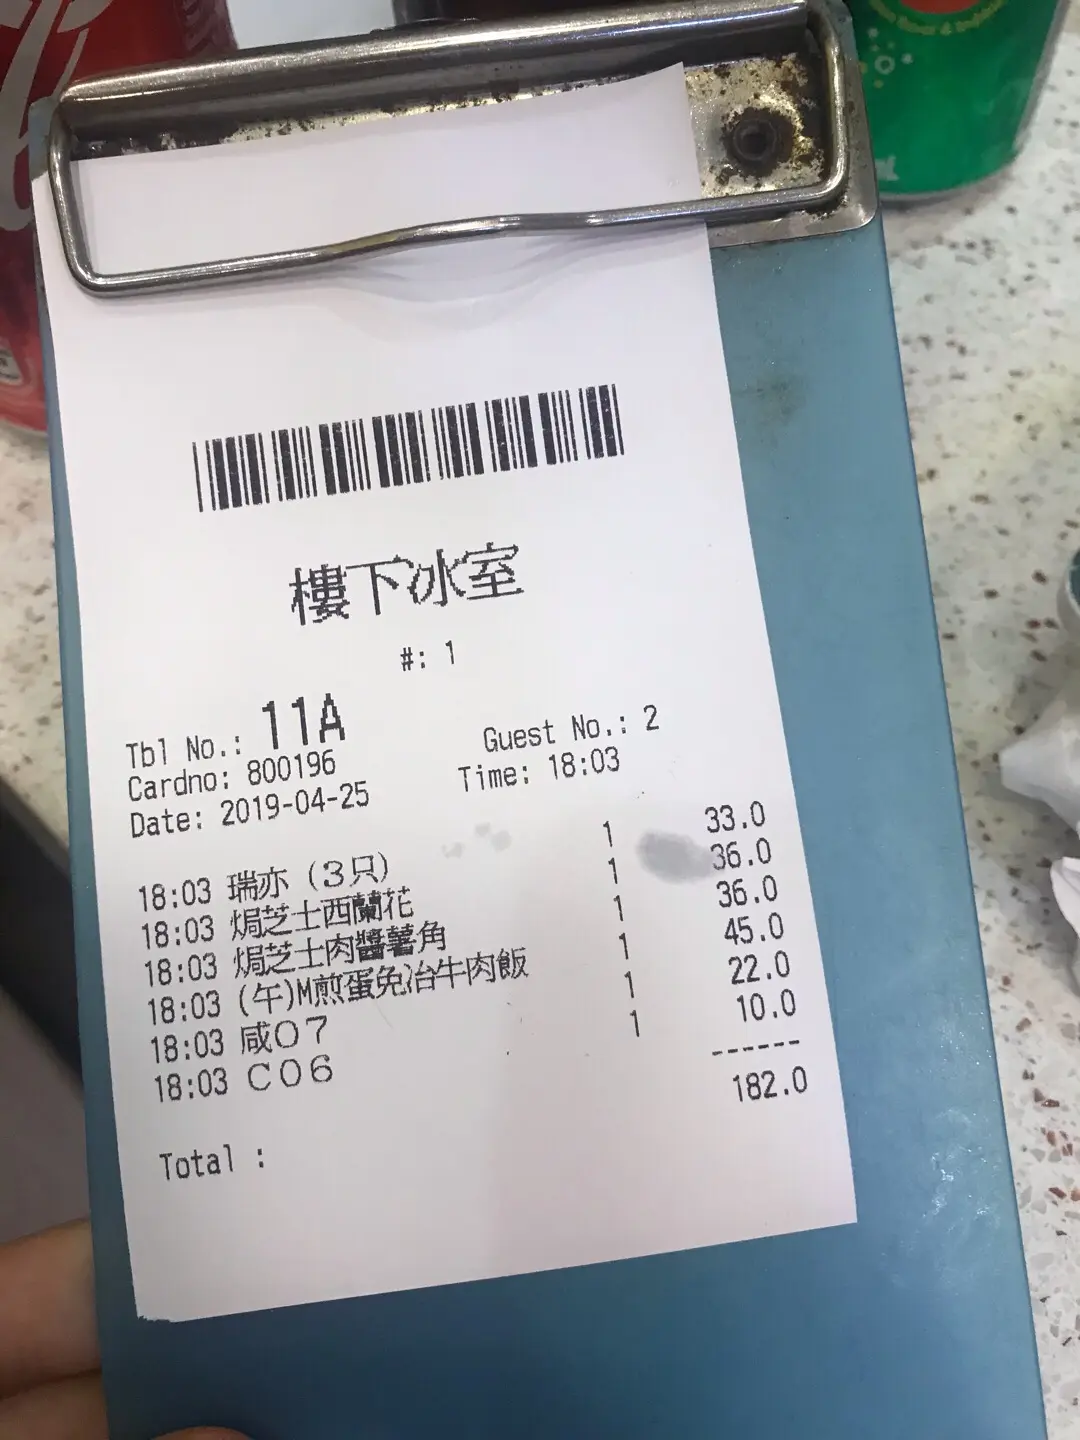 樓下冰室
#: 1
Tbl No.: 11A Guest No.: 2
Cardno: 800196 Time: 18:03
Date: 2019-04-25
18:03 瑞亦 (3只) 1 33.0
18:03 焗芝士西蘭花 1 36.0
18:03 焗芝士肉醬薯角 1 36.0
18:03 (午)M煎蛋免冶牛肉飯 1 45.0
18:03 咸O7 1 22.0
18:03 CO6 1 10.0
------
Total : 182.0